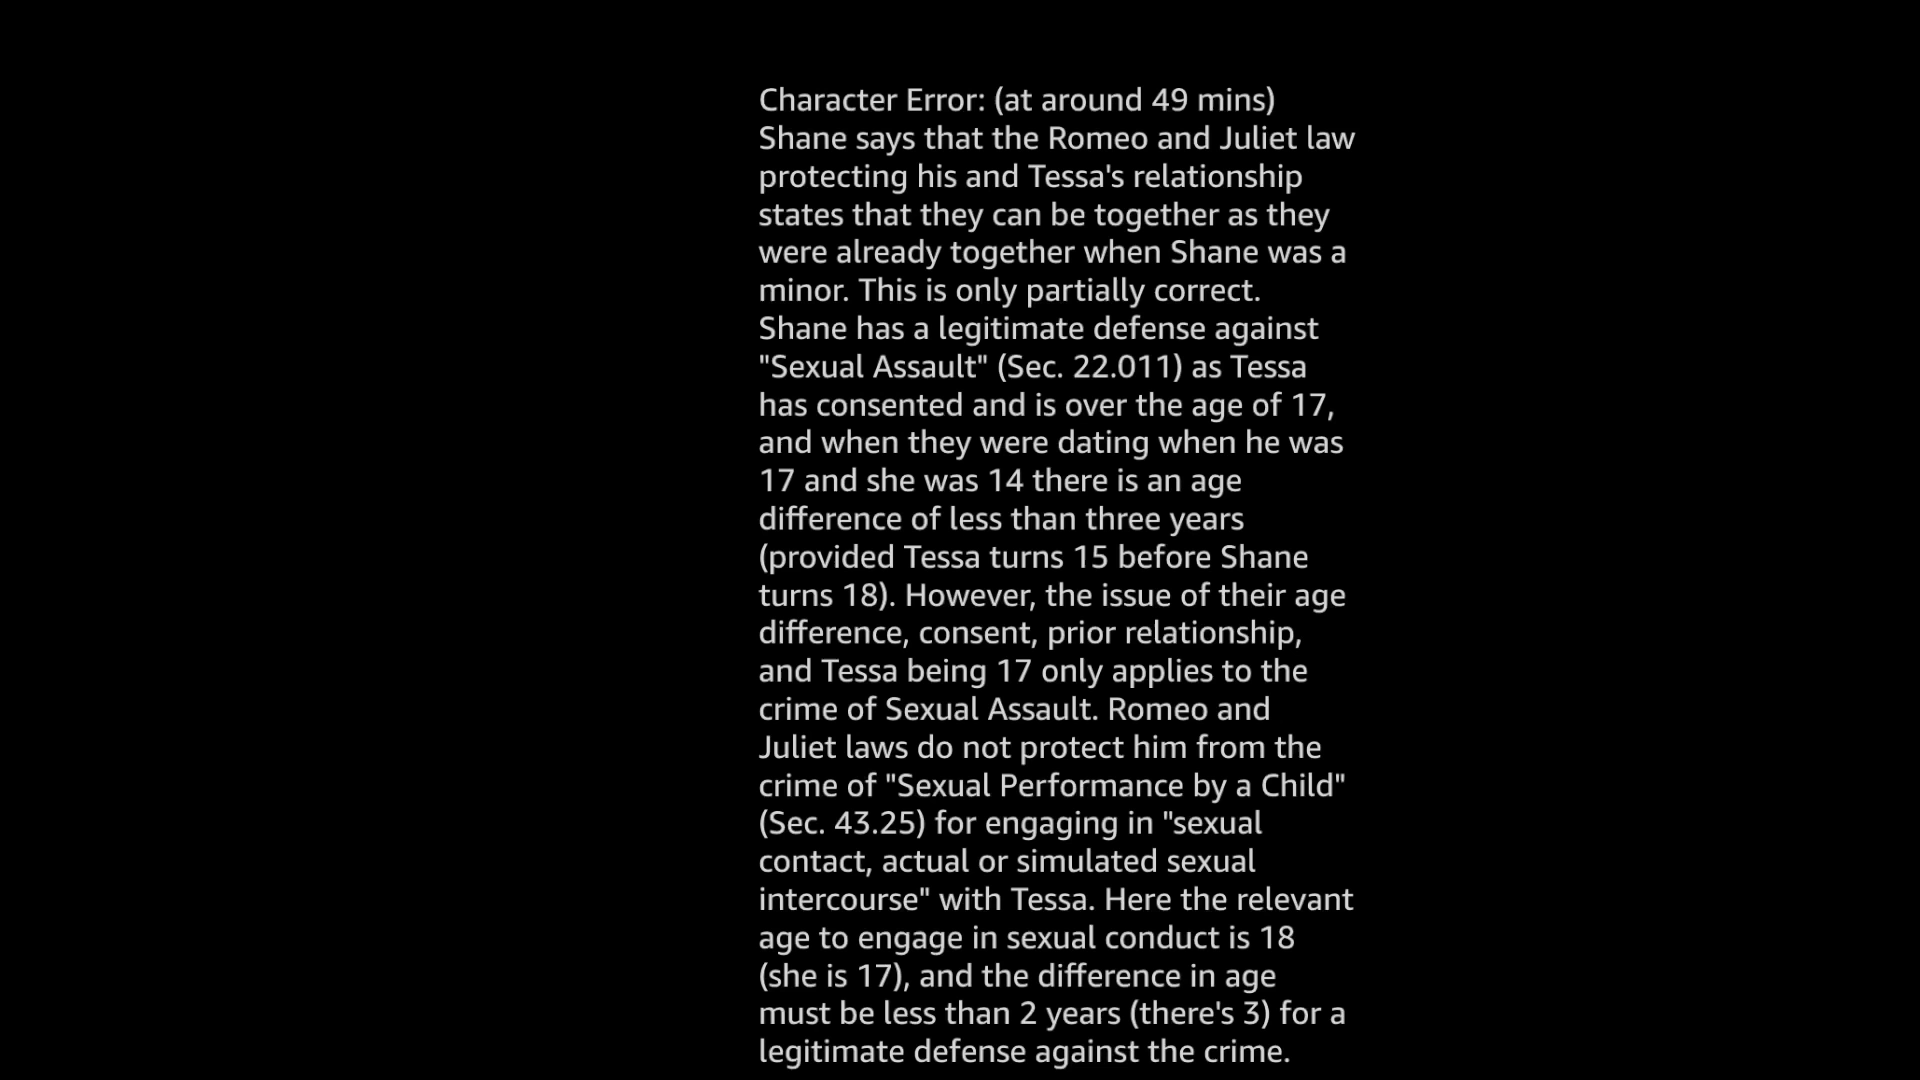 Character Error: (at around 49 mins)
Shane says that the Romeo and Juliet law
protecting his and Tessa's relationship
states that they can be together as they
were already together when Shane was a
minor. This is only partially correct.
Shane has a legitimate defense against
"Sexual Assault" (Sec. 22.011) as Tessa
has consented and is over the age of 17,
and when they were dating when he was
17 and she was 14 there is an age
difference of less than three years
(provided Tessa turns 15 before Shane
turns 18). However, the issue of their age
difference, consent, prior relationship,
and Tessa being 17 only applies to the
crime of Sexual Assault. Romeo and
Juliet laws do not protect him from the
crime of "Sexual Performance by a Child"
(Sec. 43.25) for engaging in "sexual
contact, actual or simulated sexual
intercourse" with Tessa. Here the relevant
age to engage in sexual conduct is 18
(she is 17), and the difference in age
must be less than 2 years (there's 3) for a
legitimate defense against the crime.